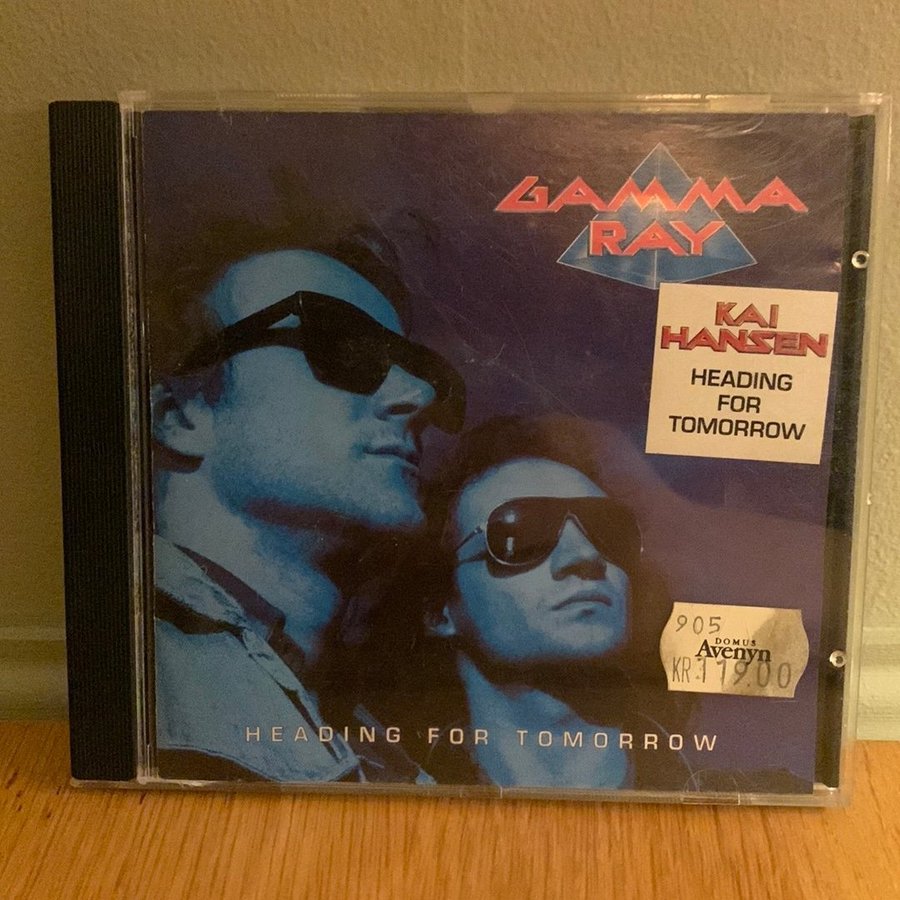 GAMMA
RAY
KAI
HANSEN
HEADING
FOR
TOMORROW
905
DOMUS
Avenyn
KR 119.00
HEADING FOR TOMORROW